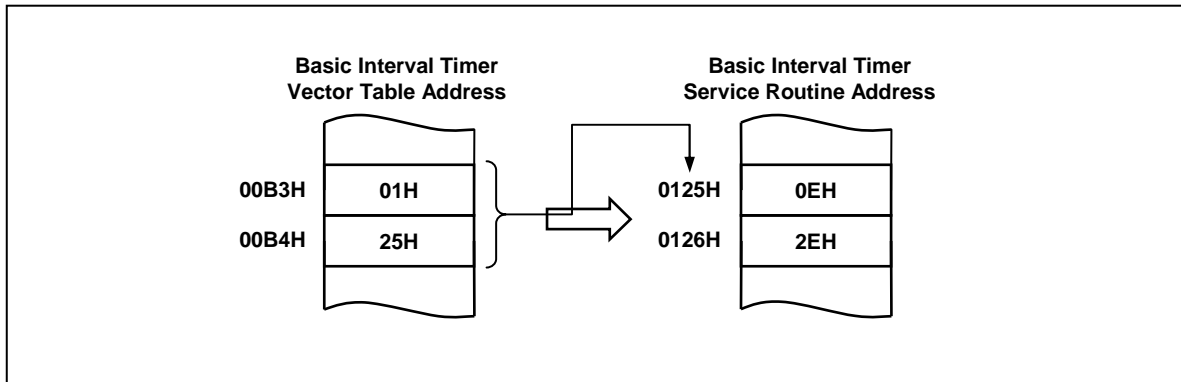 Basic Interval Timer
Vector Table Address
00B3H 01H
00B4H 25H
Basic Interval Timer
Service Routine Address
0125H 0EH
0126H 2EH